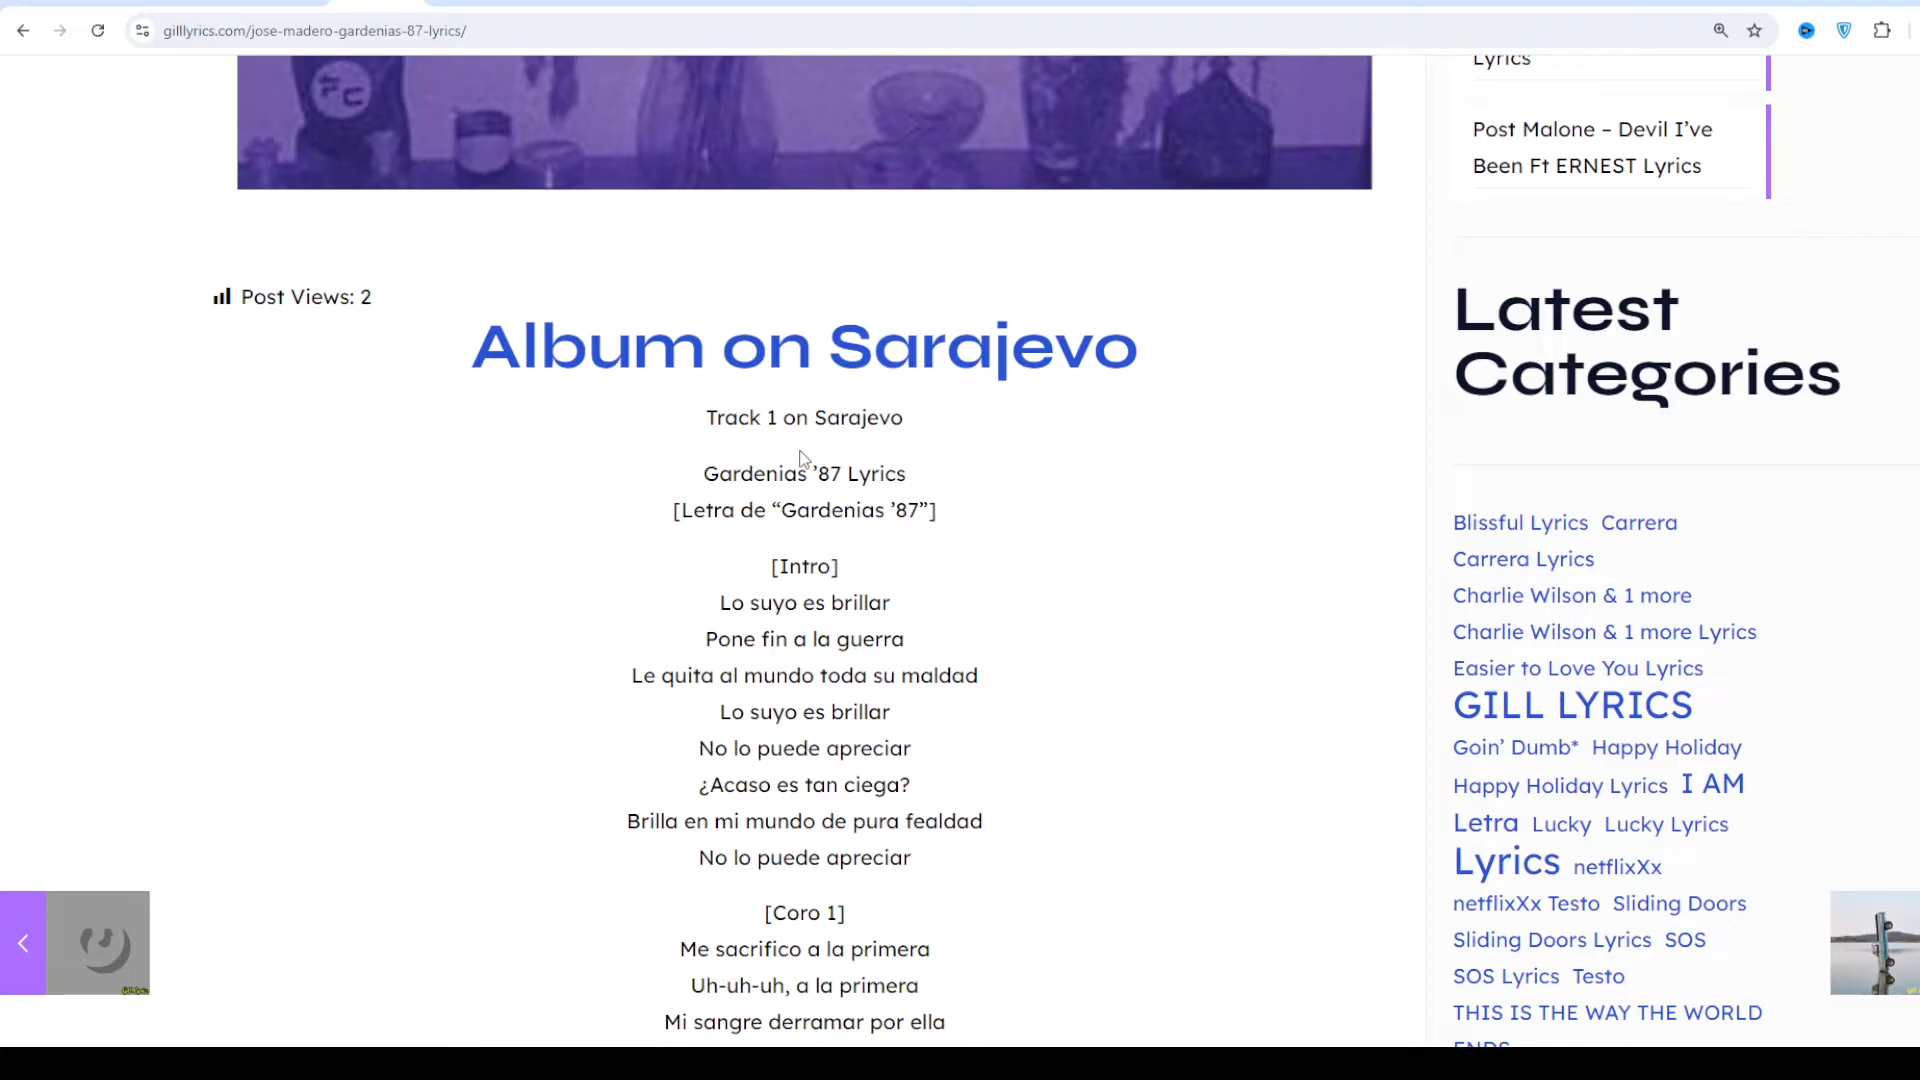 gilllyrics.com/jose-madero-gardenias-87-lyrics/
FC
Post Views: 2
Album on Sarajevo
Track 1 on Sarajevo
Gardenias ’87 Lyrics
[Letra de “Gardenias ’87”]
[Intro]
Lo suyo es brillar
Pone fin a la guerra
Le quita al mundo toda su maldad
Lo suyo es brillar
No lo puede apreciar
¿Acaso es tan ciega?
Brilla en mi mundo de pura fealdad
No lo puede apreciar
[Coro 1]
Me sacrifico a la primera
Uh-uh-uh, a la primera
Mi sangre derramar por ella
Lyrics
Post Malone – Devil I’ve
Been Ft ERNEST Lyrics
Latest
Categories
Blissful Lyrics Carrera
Carrera Lyrics
Charlie Wilson & 1 more
Charlie Wilson & 1 more Lyrics
Easier to Love You Lyrics
GILL LYRICS
Goin’ Dumb* Happy Holiday
Happy Holiday Lyrics I AM
Letra Lucky Lucky Lyrics
Lyrics netflixXx
netflixXx Testo Sliding Doors
Sliding Doors Lyrics SOS
SOS Lyrics Testo
THIS IS THE WAY THE WORLD
ENDS